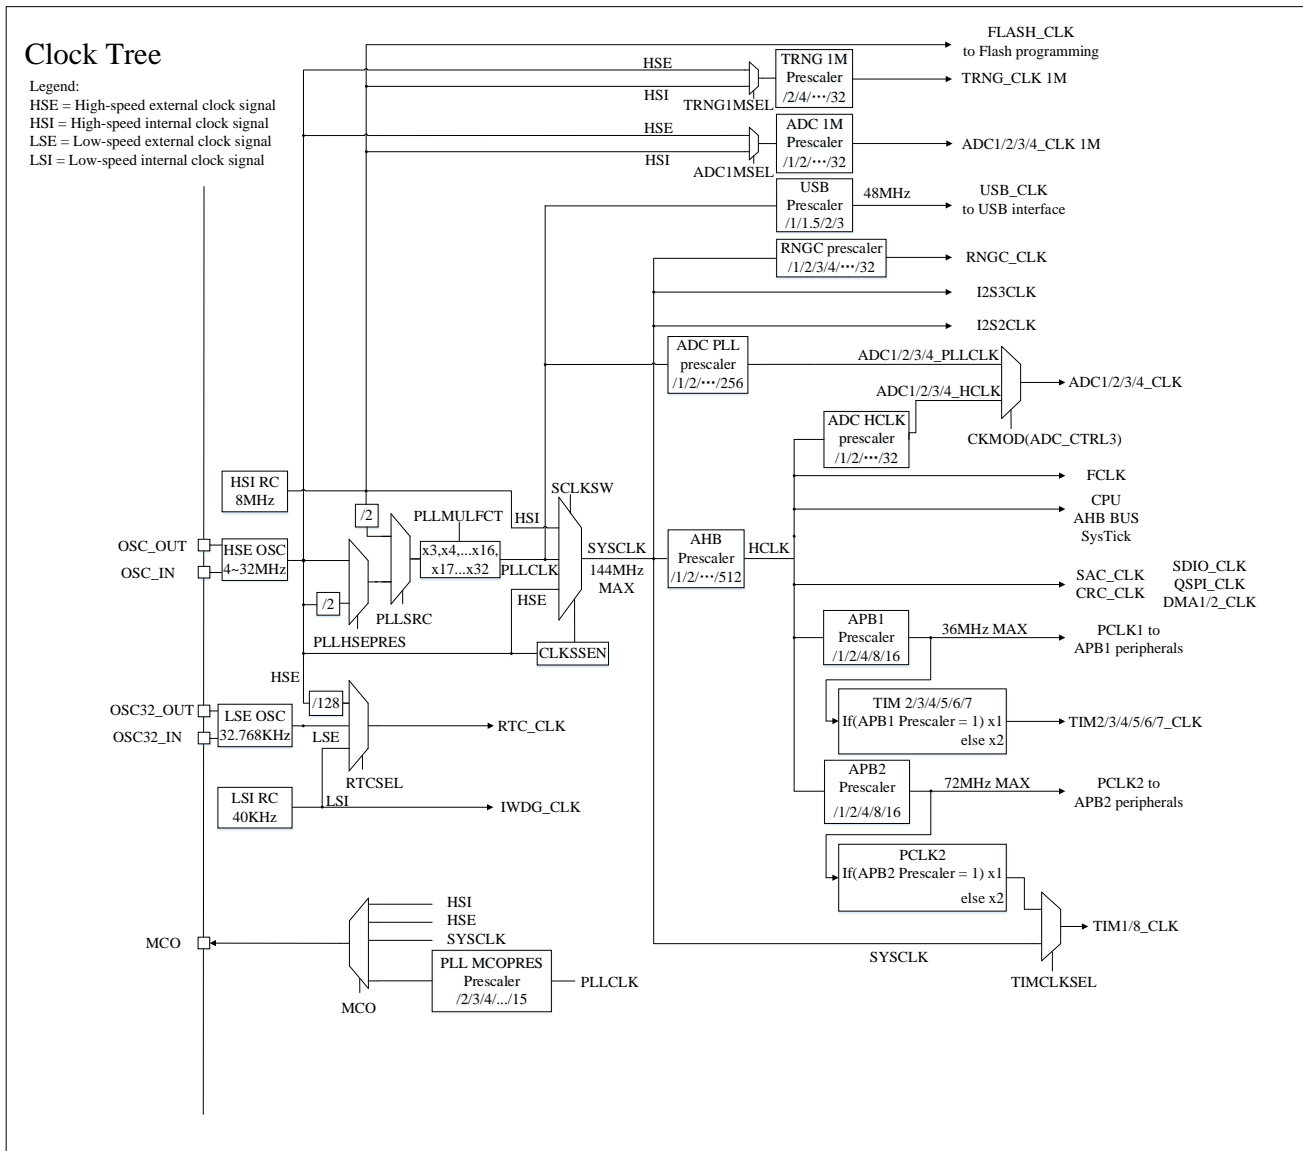 Clock Tree
Legend:
HSE = High-speed external clock signal
HSI = High-speed internal clock signal
LSE = Low-speed external clock signal
LSI = Low-speed internal clock signal
FLASH_CLK
to Flash programming
HSE
HSI
TRNG1MSEL
TRNG 1M
Prescaler
/2/4/···/32
TRNG_CLK 1M
HSE
HSI
ADC1MSEL
ADC 1M
Prescaler
/1/2/···/32
ADC1/2/3/4_CLK 1M
USB
Prescaler
/1/1.5/2/3
48MHz
USB_CLK
to USB interface
RNGC prescaler
/1/2/3/4/···/32
RNGC_CLK
I2S3CLK
I2S2CLK
ADC PLL
prescaler
/1/2/···/256
ADC1/2/3/4_PLLCLK
ADC1/2/3/4_HCLK
ADC1/2/3/4_CLK
CKMOD(ADC_CTRL3)
ADC HCLK
prescaler
/1/2/···/32
HSI RC
8MHz
/2
PLLMULFCT
SCLKSW
HSI
FCLK
CPU
AHB BUS
SysTick
OSC_OUT
OSC_IN
HSE OSC
4~32MHz
x3,x4,...x16,
x17...x32
PLLCLK
SYSCLK
144MHz
MAX
AHB
Prescaler
/1/2/···/512
HCLK
/2
PLLSRC
PLLHSEPRES
HSE
CLKSSEN
SAC_CLK
CRC_CLK
SDIO_CLK
QSPI_CLK
DMA1/2_CLK
APB1
Prescaler
/1/2/4/8/16
36MHz MAX
PCLK1 to
APB1 peripherals
HSE
/128
OSC32_OUT
OSC32_IN
LSE OSC
32.768KHz
LSE
RTC_CLK
RTCSEL
TIM 2/3/4/5/6/7
If(APB1 Prescaler = 1) x1
else x2
TIM2/3/4/5/6/7_CLK
LSI RC
40KHz
LSI
IWDG_CLK
APB2
Prescaler
/1/2/4/8/16
72MHz MAX
PCLK2 to
APB2 peripherals
PCLK2
If(APB2 Prescaler = 1) x1
else x2
TIM1/8_CLK
SYSCLK
TIMCLKSEL
MCO
HSI
HSE
SYSCLK
PLL MCOPRES
Prescaler
/2/3/4/.../15
PLLCLK
MCO